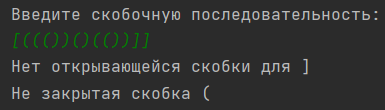 Введите скобочную последовательность:
[((())()(())]]
Нет открывающейся скобки для ]
Не закрытая скобка (